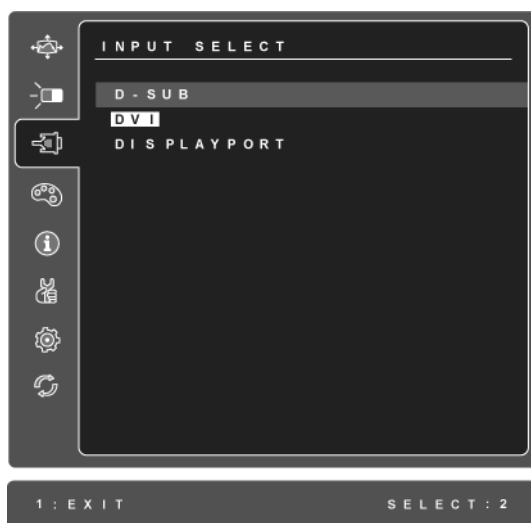 INPUT SELECT
D-SUB
DVI
DISPLAYPORT
1:EXIT SELECT:2